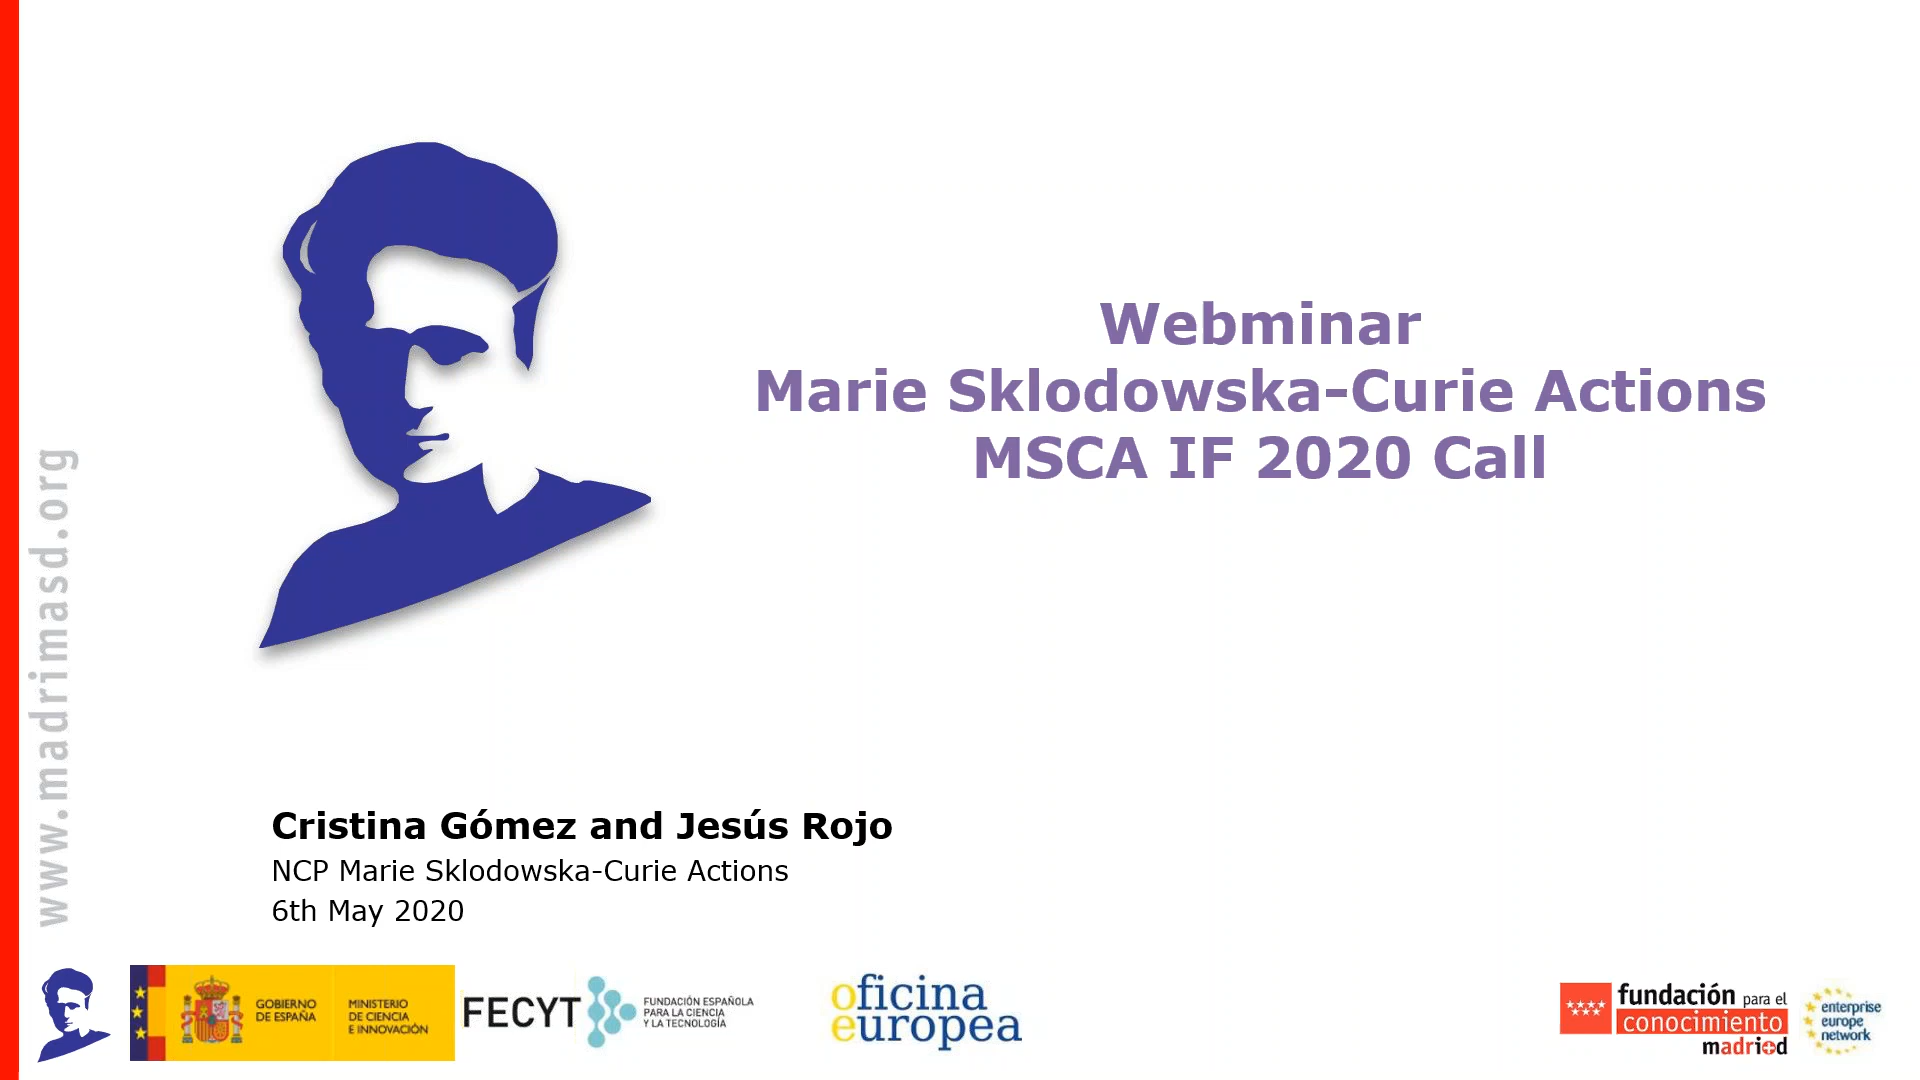 Webminar
Marie Sklodowska-Curie Actions
MSCA IF 2020 Call
www.madrimasd.org
Cristina Gómez and Jesús Rojo
NCP Marie Sklodowska-Curie Actions
6th May 2020
GOBIERNO
DE ESPAÑA
MINISTERIO
DE CIENCIA
E INNOVACIÓN
FECYT
FUNDACIÓN ESPAÑOLA
PARA LA CIENCIA
Y LA TECNOLOGÍA
oficina
europea
fundación para el
conocimiento
madri+d
enterprise
europe
network